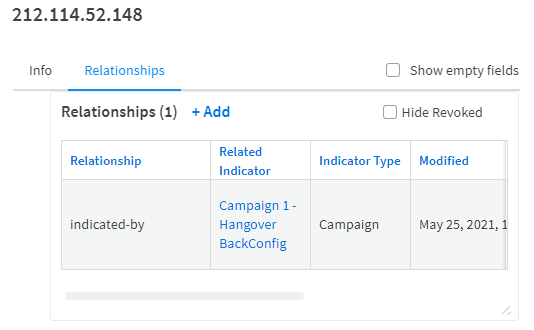 212.114.52.148
Info Relationships Show empty fields
Relationships (1) + Add Hide Revoked
Relationship Related Indicator Indicator Type Modified
indicated-by Campaign 1 - Hangover BackConfig Campaign May 25, 2021, 1